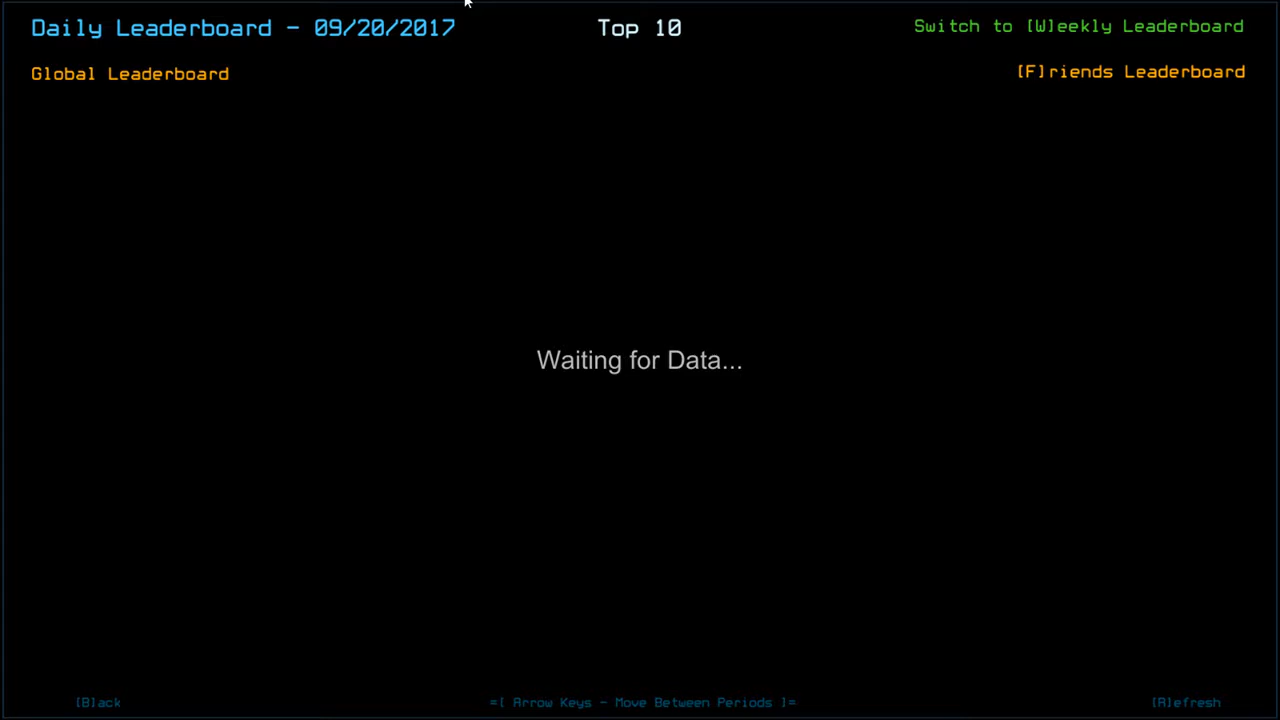 Daily Leaderboard - 09/20/2017
Top 10
Switch to [W]eekly Leaderboard
Global Leaderboard
[F]riends Leaderboard
Waiting for Data...
[B]ack
=[ Arrow Keys - Move Between Periods ]=
[R]efresh